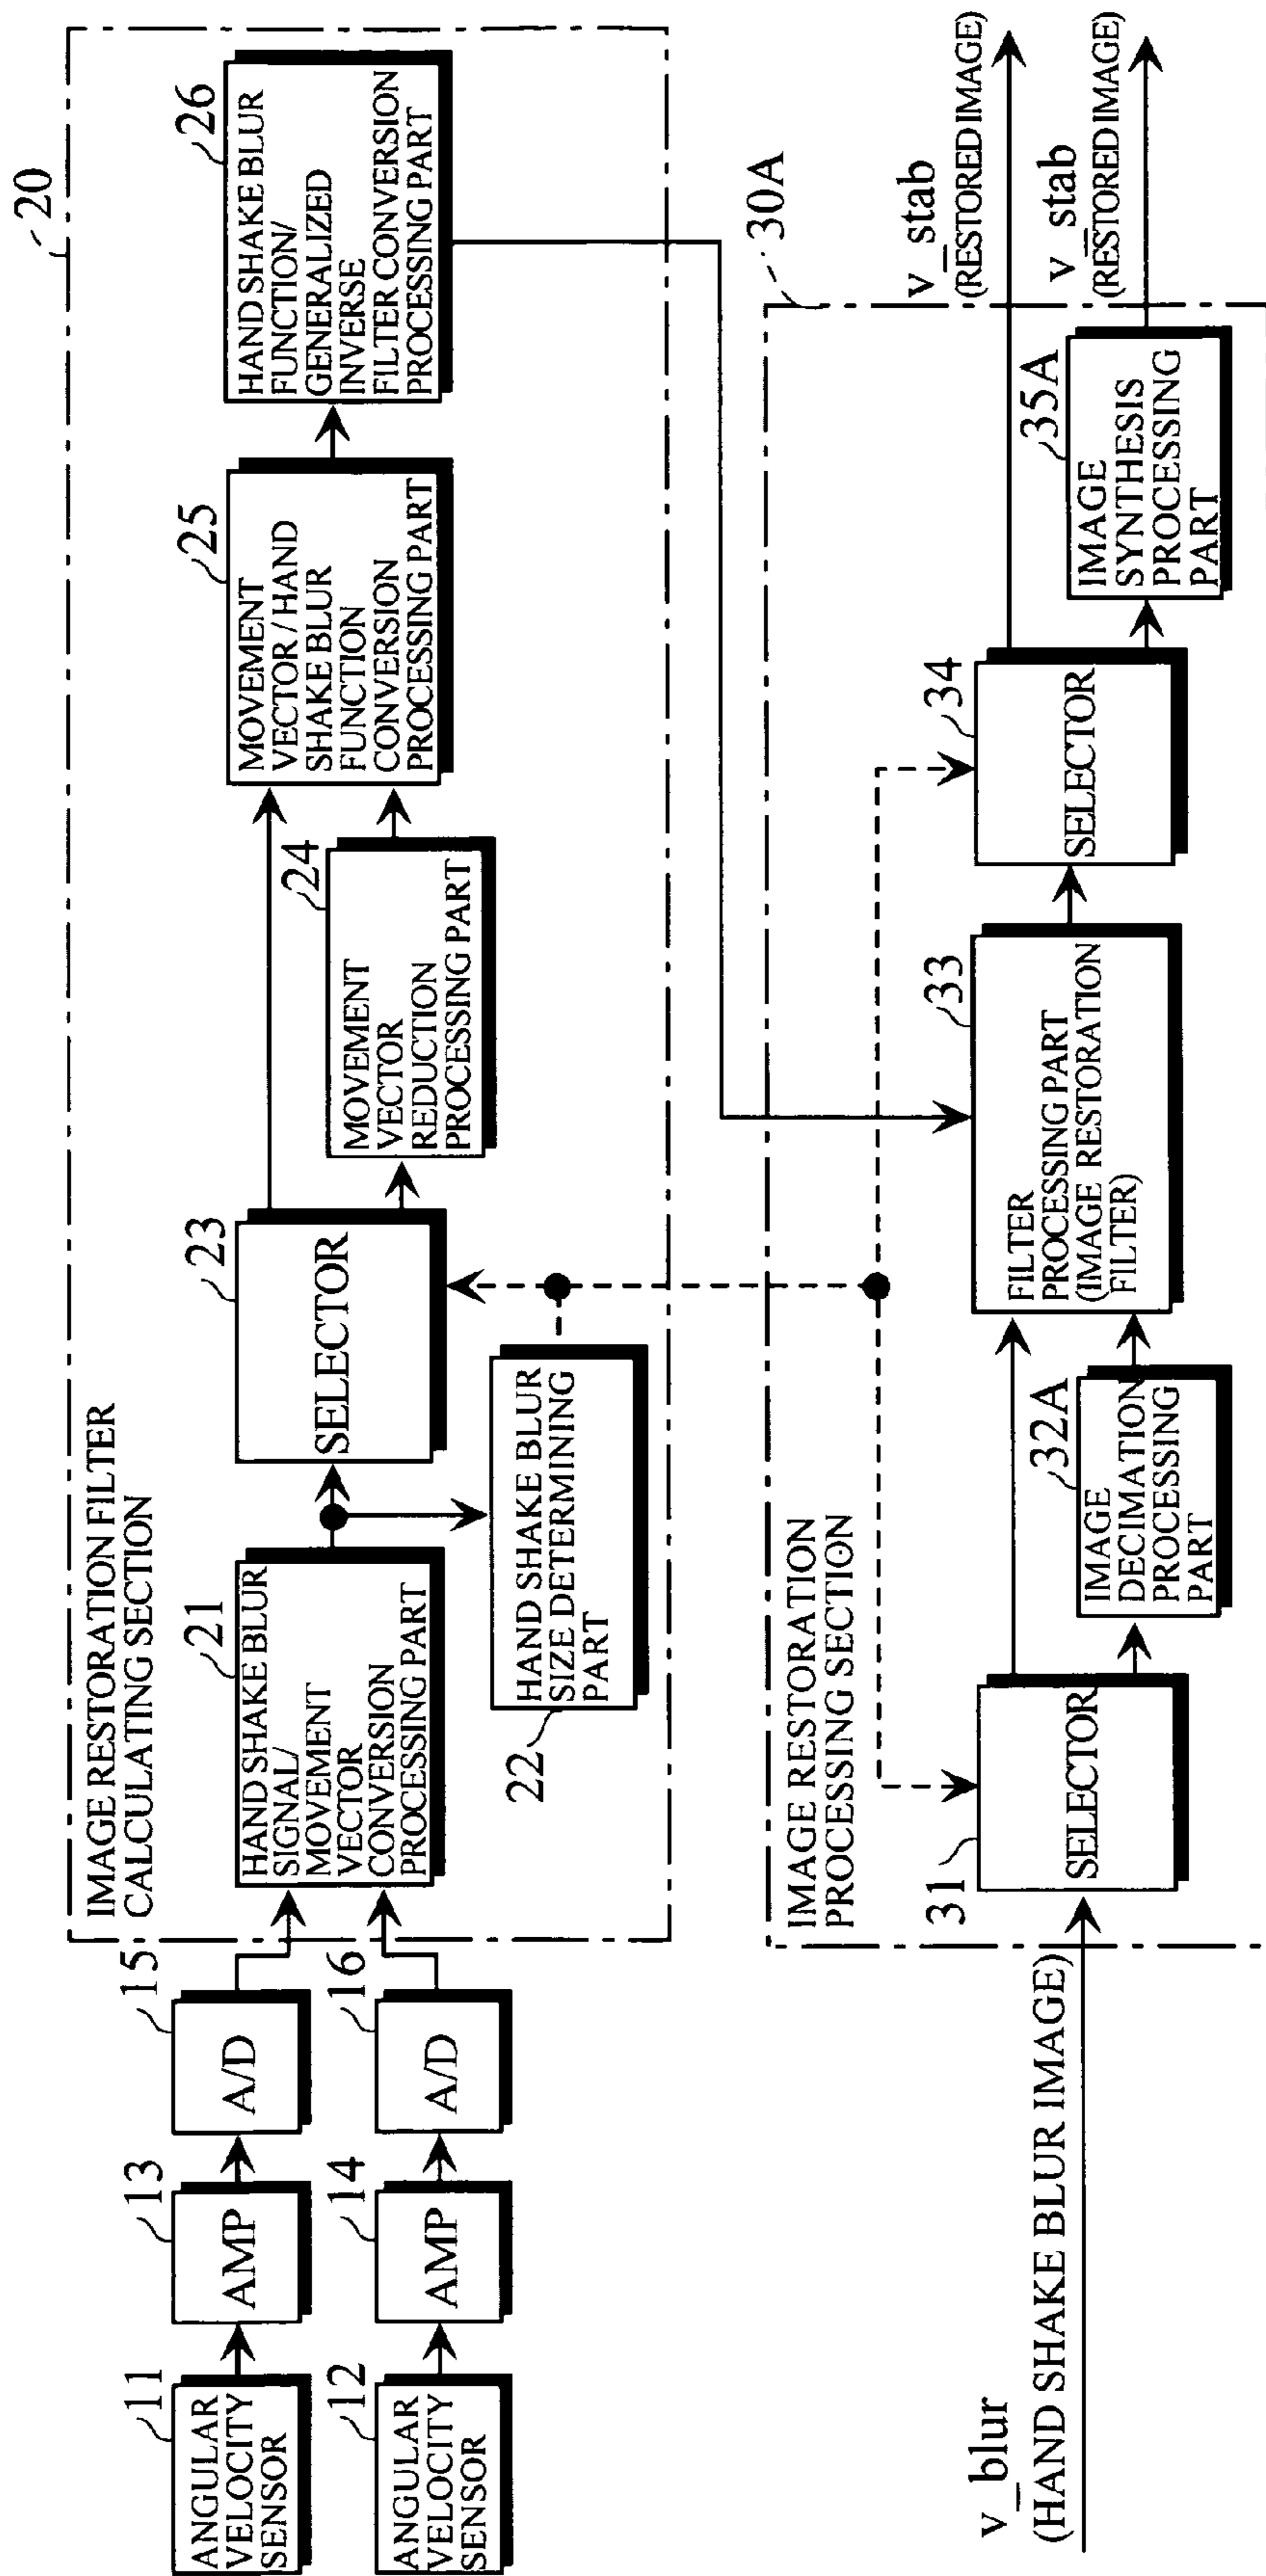 20
IMAGE RESTORATION FILTER
CALCULATING SECTION
11
ANGULAR
VELOCITY
SENSOR
13
AMP
15
A/D
12
ANGULAR
VELOCITY
SENSOR
14
AMP
16
A/D
21
HAND SHAKE BLUR
SIGNAL/
MOVEMENT
VECTOR
CONVERSION
PROCESSING PART
22
HAND SHAKE BLUR
SIZE DETERMINING
PART
23
SELECTOR
24
MOVEMENT
VECTOR
REDUCTION
PROCESSING PART
25
MOVEMENT
VECTOR / HAND
SHAKE BLUR
FUNCTION
CONVERSION
PROCESSING PART
26
HAND SHAKE BLUR
FUNCTION/
GENERALIZED
INVERSE
FILTER CONVERSION
PROCESSING PART
30A
IMAGE RESTORATION
PROCESSING SECTION
v_blur
(HAND SHAKE BLUR IMAGE)
31
SELECTOR
32A
IMAGE
DECIMATION
PROCESSING
PART
33
FILTER
PROCESSING PART
(IMAGE RESTORATION
FILTER)
34
SELECTOR
35A
IMAGE
SYNTHESIS
PROCESSING
PART
v_stab
(RESTORED IMAGE)
v_stab
(RESTORED IMAGE)